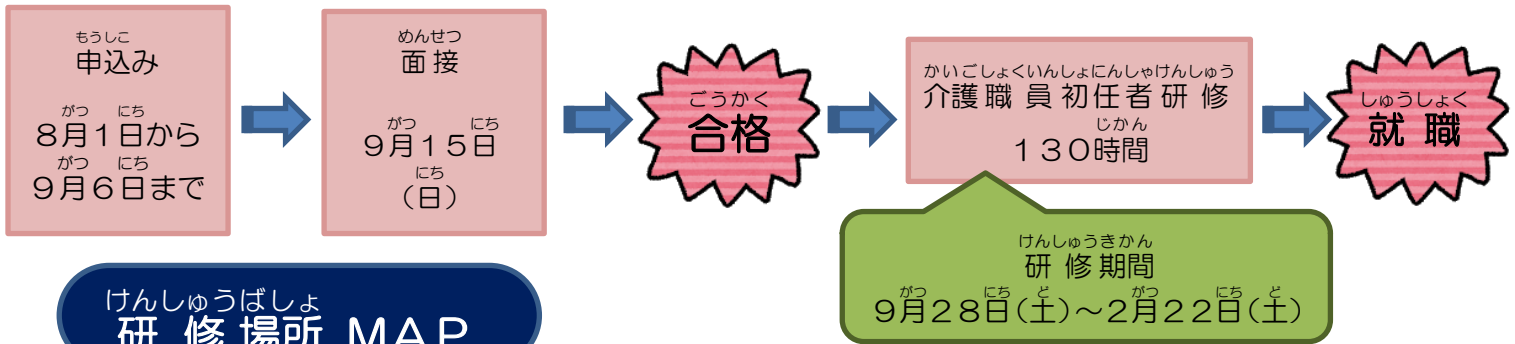 もうしこ
申込み
がつ にち
８月１日から
がつ にち
９月６日まで
めんせつ
面接
がつ にち
９月１５日
にち
（日）
ごうかく
合格
かいごしょくいんしょにんしゃけんしゅう
介護職員初任者研修
じかん
１３０時間
しゅうしょく
就職
けんしゅうきかん
研修期間
がつ にち ど がつ にち ど
９月２８日(土)～２月２２日(土)
けんしゅうばしょ
研修場所 ＭＡＰ